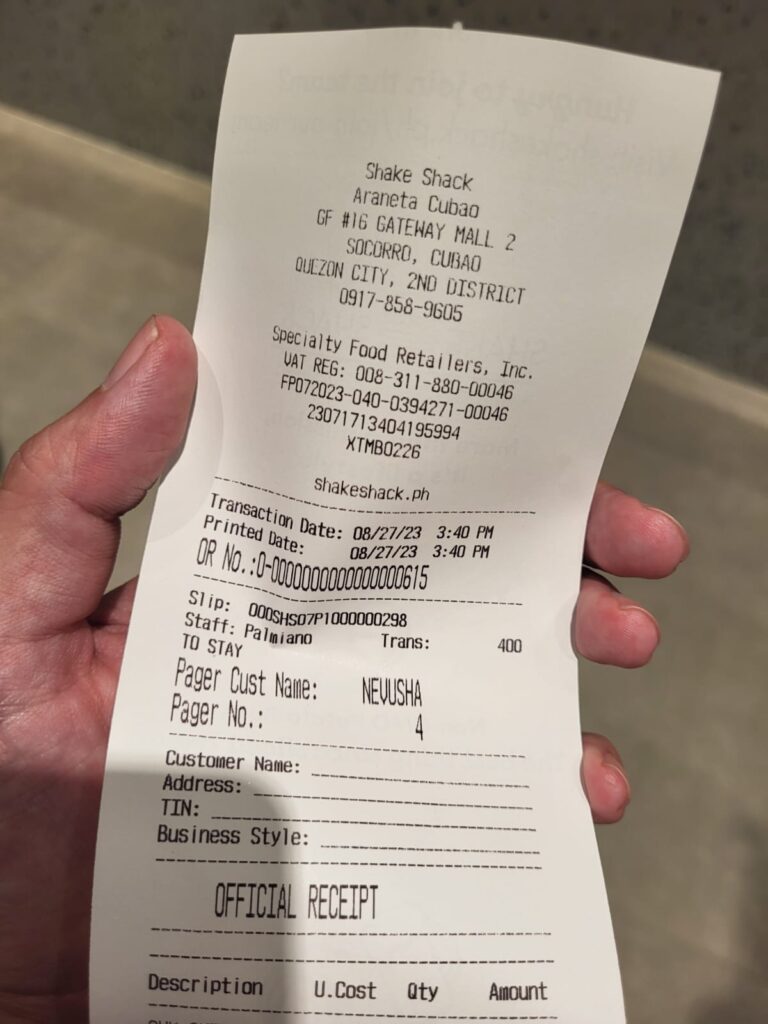 Shake Shack
Araneta Cubao
GF #16 GATEWAY MALL 2
SOCORRO, CUBAO
QUEZON CITY, 2ND DISTRICT
0917-858-9605
Specialty Food Retailers, Inc.
VAT REG: 008-311-880-00046
FP072023-040-0394271-00046
23071713404195994
XTMB0226
shakeshack.ph
Transaction Date: 08/27/23 3:40 PM
Printed Date: 08/27/23 3:40 PM
OR No.:0-0000000000000000615
Slip: 000SHS07P1000000298
Staff: Palmiano Trans: 400
TO STAY
Pager Cust Name: NEVUSHA
Pager No.: 4
Customer Name:
Address:
TIN:
Business Style:
OFFICIAL RECEIPT
Description U.Cost Qty Amount